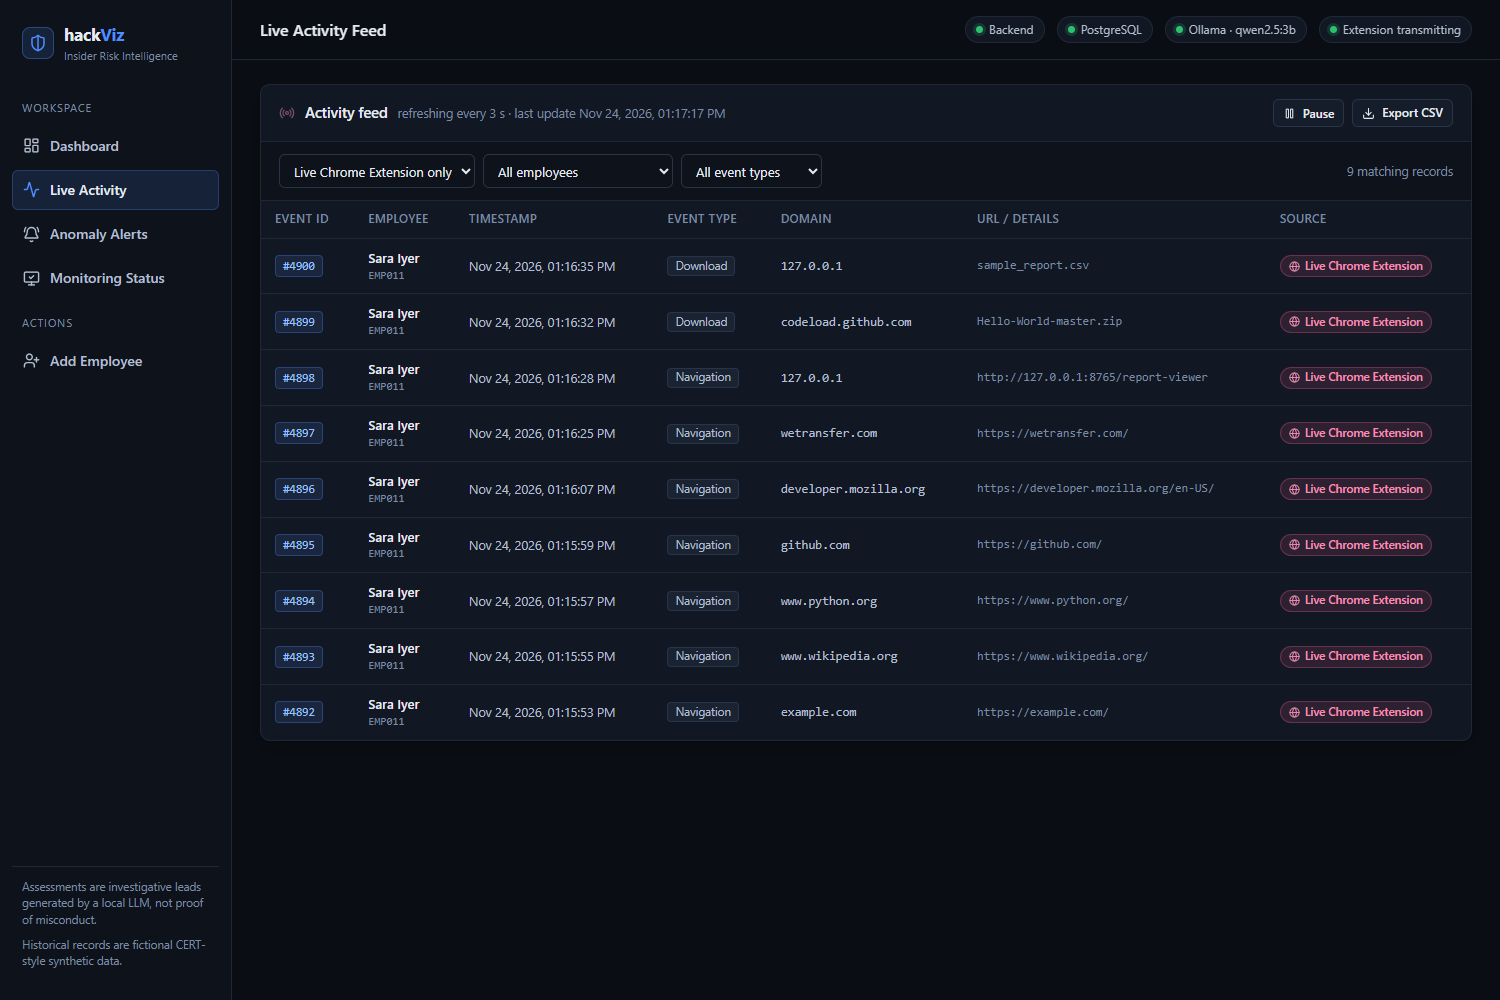 hackViz
Insider Risk Intelligence
WORKSPACE
Dashboard
Live Activity
Anomaly Alerts
Monitoring Status
ACTIONS
Add Employee
Assessments are investigative leads
generated by a local LLM, not proof
of misconduct.
Historical records are fictional CERT-
style synthetic data.
Live Activity Feed
Backend
PostgreSQL
Ollama · qwen2.5:3b
Extension transmitting
Activity feed refreshing every 3 s · last update Nov 24, 2026, 01:17:17 PM
Pause
Export CSV
Live Chrome Extension only
All employees
All event types
9 matching records
EVENT ID EMPLOYEE TIMESTAMP EVENT TYPE DOMAIN URL / DETAILS SOURCE
#4900 Sara Iyer Nov 24, 2026, 01:16:35 PM Download 127.0.0.1 sample_report.csv Live Chrome Extension
EMP011
#4899 Sara Iyer Nov 24, 2026, 01:16:32 PM Download codeload.github.com Hello-World-master.zip Live Chrome Extension
EMP011
#4898 Sara Iyer Nov 24, 2026, 01:16:28 PM Navigation 127.0.0.1 http://127.0.0.1:8765/report-viewer Live Chrome Extension
EMP011
#4897 Sara Iyer Nov 24, 2026, 01:16:25 PM Navigation wetransfer.com https://wetransfer.com/ Live Chrome Extension
EMP011
#4896 Sara Iyer Nov 24, 2026, 01:16:07 PM Navigation developer.mozilla.org https://developer.mozilla.org/en-US/ Live Chrome Extension
EMP011
#4895 Sara Iyer Nov 24, 2026, 01:15:59 PM Navigation github.com https://github.com/ Live Chrome Extension
EMP011
#4894 Sara Iyer Nov 24, 2026, 01:15:57 PM Navigation www.python.org https://www.python.org/ Live Chrome Extension
EMP011
#4893 Sara Iyer Nov 24, 2026, 01:15:55 PM Navigation www.wikipedia.org https://www.wikipedia.org/ Live Chrome Extension
EMP011
#4892 Sara Iyer Nov 24, 2026, 01:15:53 PM Navigation example.com https://example.com/ Live Chrome Extension
EMP011